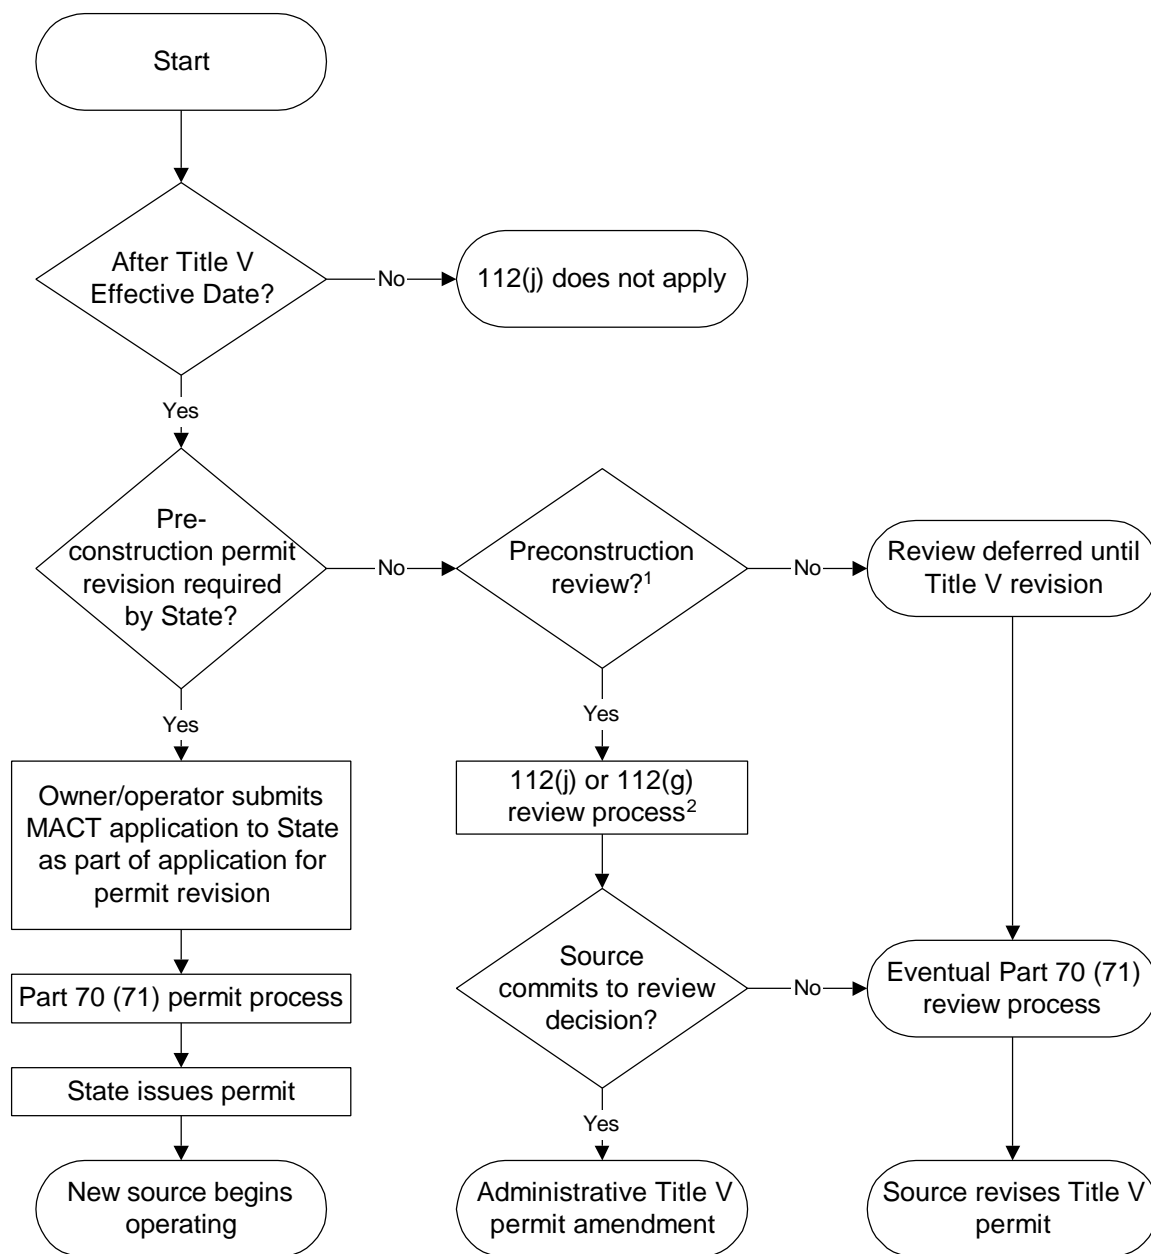 Start
After Title V
Effective Date?
No
112(j) does not apply
Yes
Pre-
construction permit
revision required
by State?
No
Preconstruction
review?¹
No
Review deferred until
Title V revision
Yes
Yes
Owner/operator submits
MACT application to State
as part of application for
permit revision
112(j) or 112(g)
review process²
Source
commits to review
decision?
No
Eventual Part 70 (71)
review process
Part 70 (71) permit process
State issues permit
Yes
New source begins
operating
Administrative Title V
permit amendment
Source revises Title V
permit